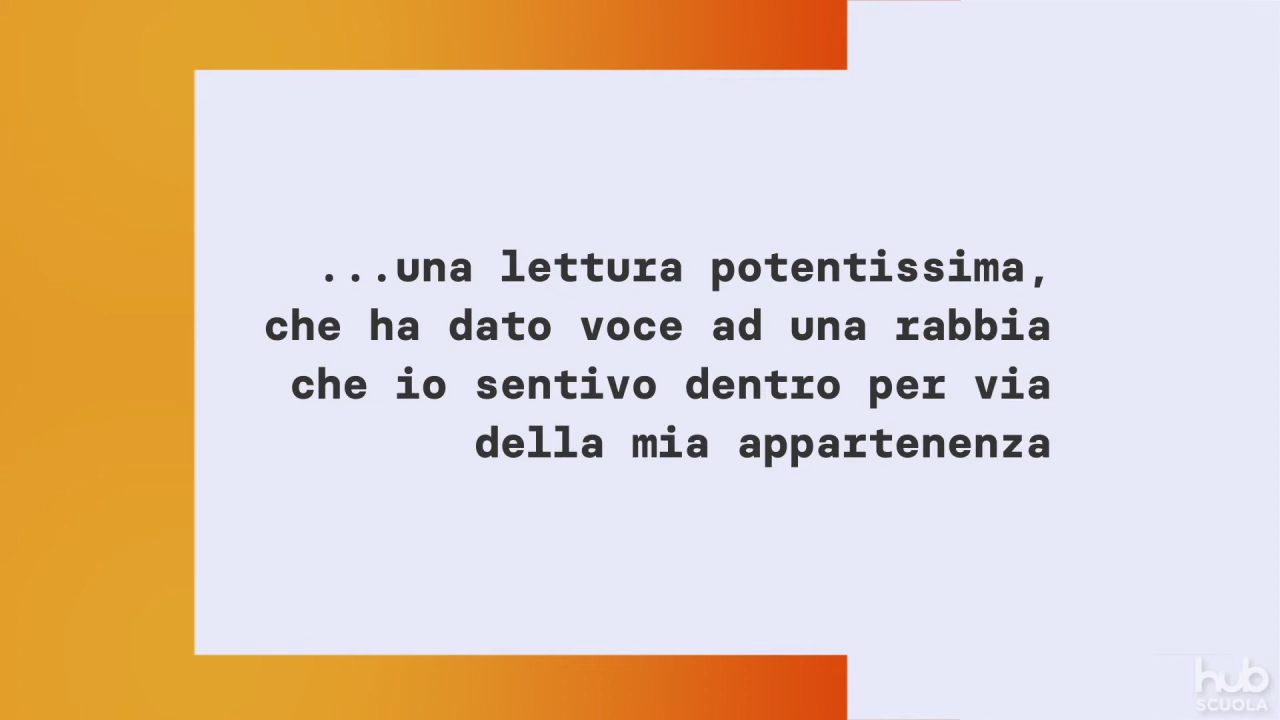 ...una lettura potentissima,
che ha dato voce ad una rabbia
che io sentivo dentro per via
della mia appartenenza
hub
SCUOLA